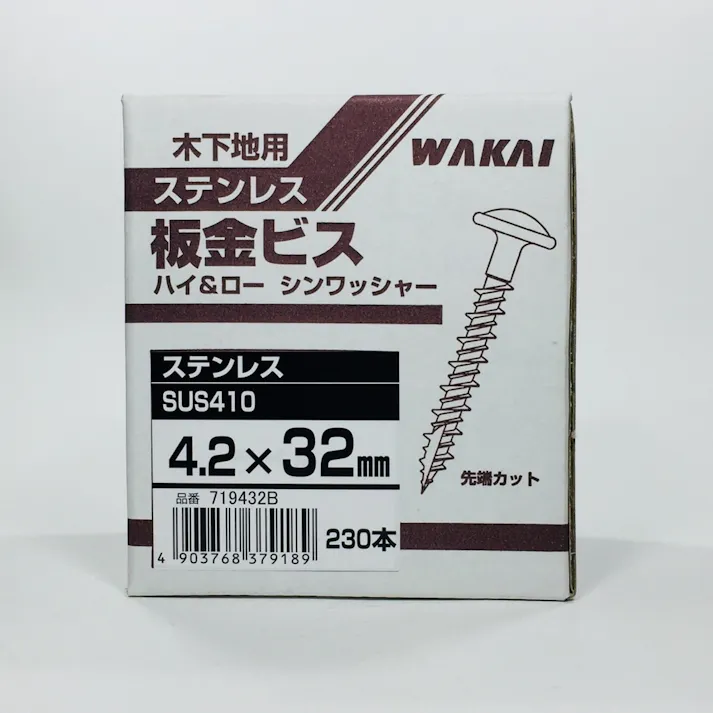 木下地用
WAKAI
ステンレス
板金ビス
ハイ&ロー シンワッシャー
ステンレス
SUS410
4.2×32mm
品番 719432B
230本
4 903768 379189
先端カット